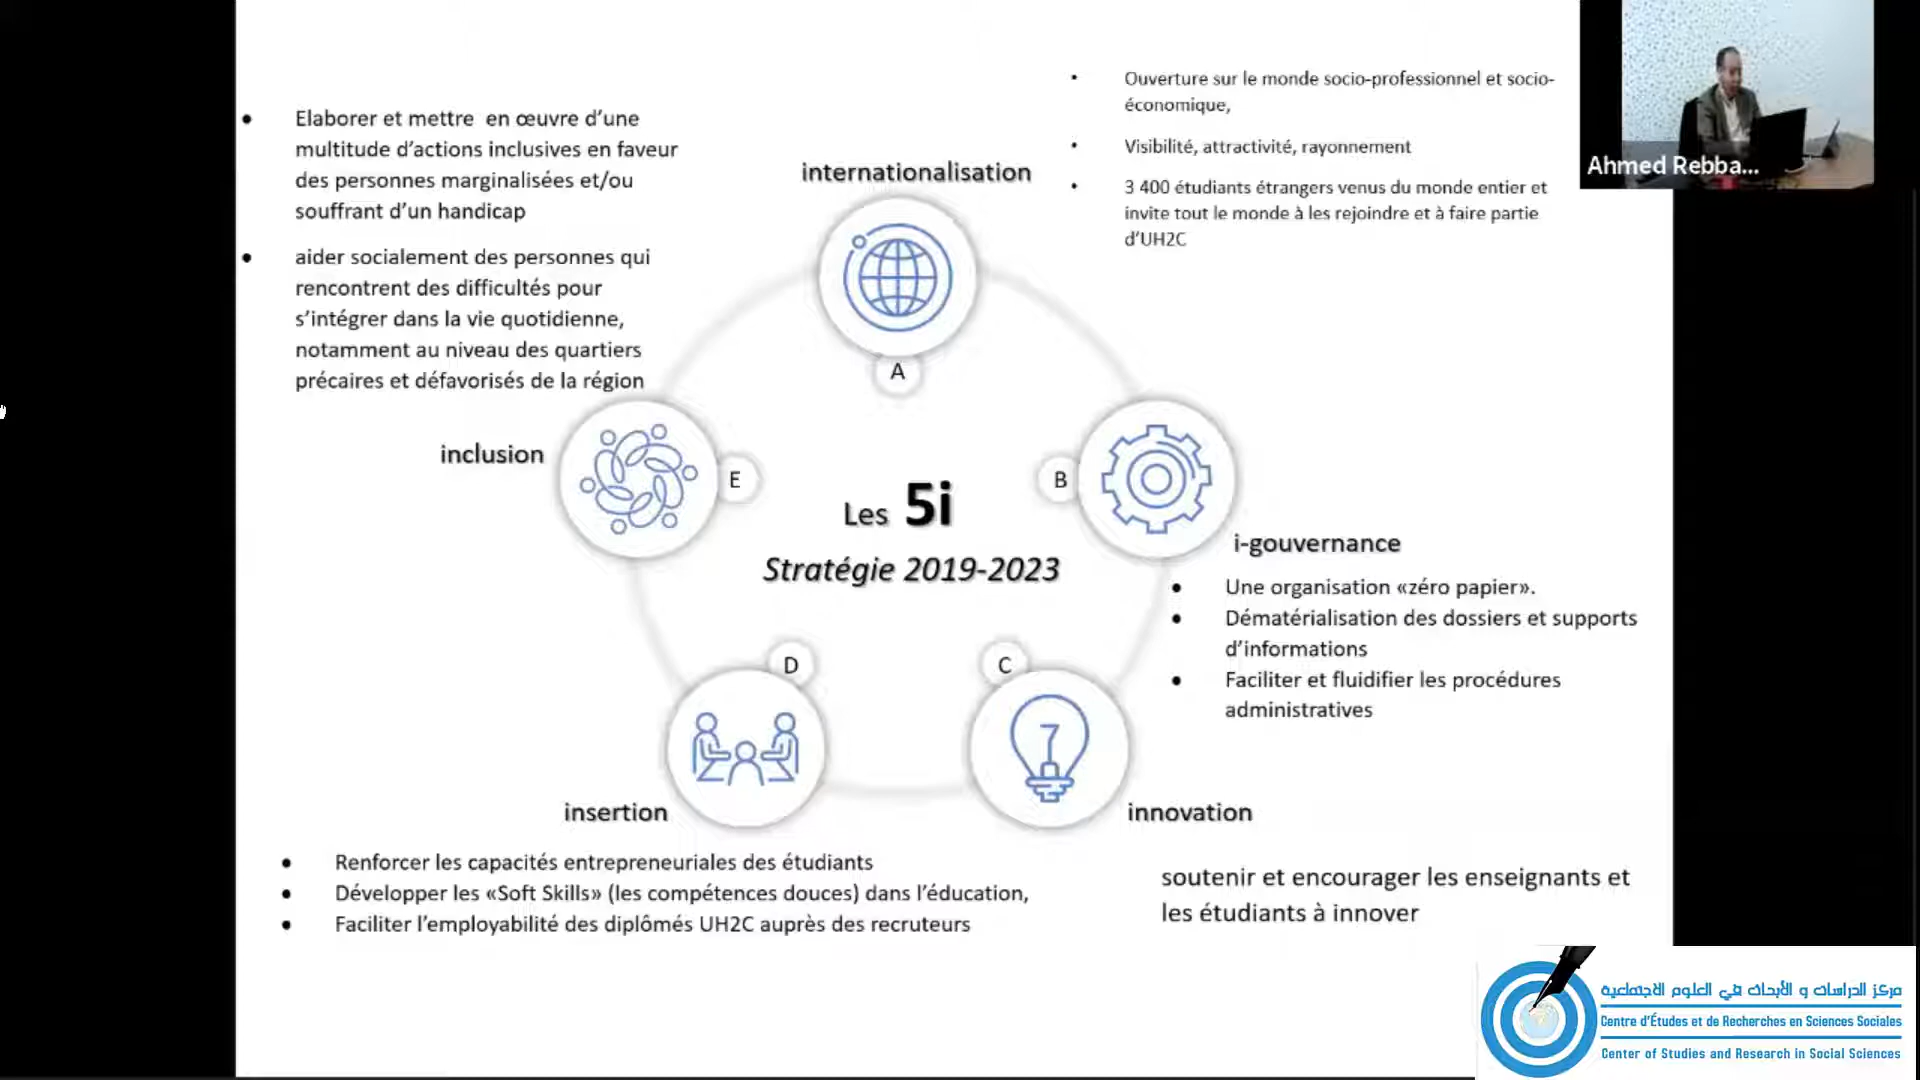 Elaborer et mettre en œuvre d’une
multitude d’actions inclusives en faveur
des personnes marginalisées et/ou
souffrant d’un handicap
aider socialement des personnes qui
rencontrent des difficultés pour
s’intégrer dans la vie quotidienne,
notamment au niveau des quartiers
précaires et défavorisés de la région
internationalisation
Ouverture sur le monde socio-professionnel et socio-
économique,
Visibilité, attractivité, rayonnement
3 400 étudiants étrangers venus du monde entier et
invite tout le monde à les rejoindre et à faire partie
d’UH2C
Ahmed Rebba...
A
inclusion
E
B
Les 5i
Stratégie 2019-2023
i-gouvernance
Une organisation «zéro papier».
Dématérialisation des dossiers et supports
d’informations
Faciliter et fluidifier les procédures
administratives
D
C
insertion
innovation
Renforcer les capacités entrepreneuriales des étudiants
Développer les «Soft Skills» (les compétences douces) dans l’éducation,
Faciliter l’employabilité des diplômés UH2C auprès des recruteurs
soutenir et encourager les enseignants et
les étudiants à innover
مركز الدراسات و الأبحاث في العلوم الاجتماعية
Centre d’Études et de Recherches en Sciences Sociales
Center of Studies and Research in Social Sciences